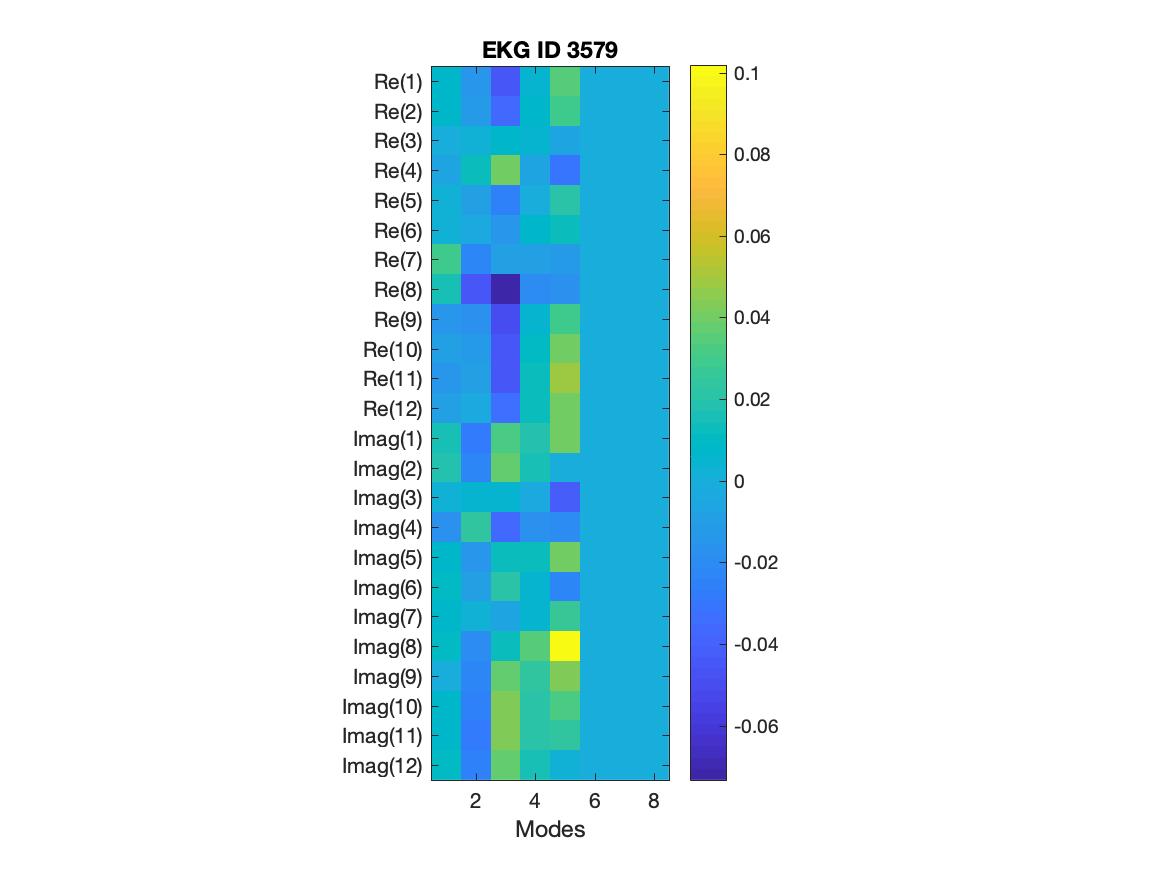 EKG ID 3579
Re(1)
Re(2)
Re(3)
Re(4)
Re(5)
Re(6)
Re(7)
Re(8)
Re(9)
Re(10)
Re(11)
Re(12)
Imag(1)
Imag(2)
Imag(3)
Imag(4)
Imag(5)
Imag(6)
Imag(7)
Imag(8)
Imag(9)
Imag(10)
Imag(11)
Imag(12)
2 4 6 8
Modes
0.1
0.08
0.06
0.04
0.02
0
-0.02
-0.04
-0.06